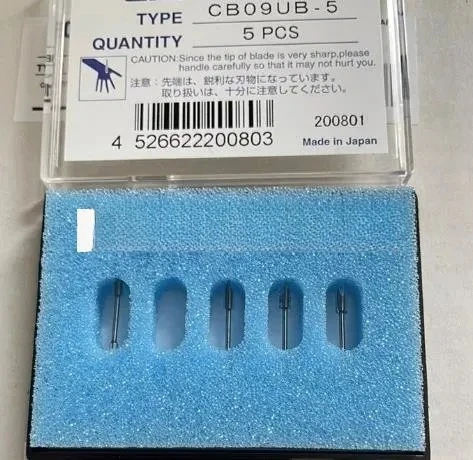 TYPE CB09UB-5
QUANTITY 5 PCS
CAUTION:Since the tip of blade is very sharp,please
handle carefully so that it may not hurt you.
注意：先端は、鋭利な刃物になっています。
取り扱いは、十分に注意してください。
4 526622200803
200801
Made in Japan